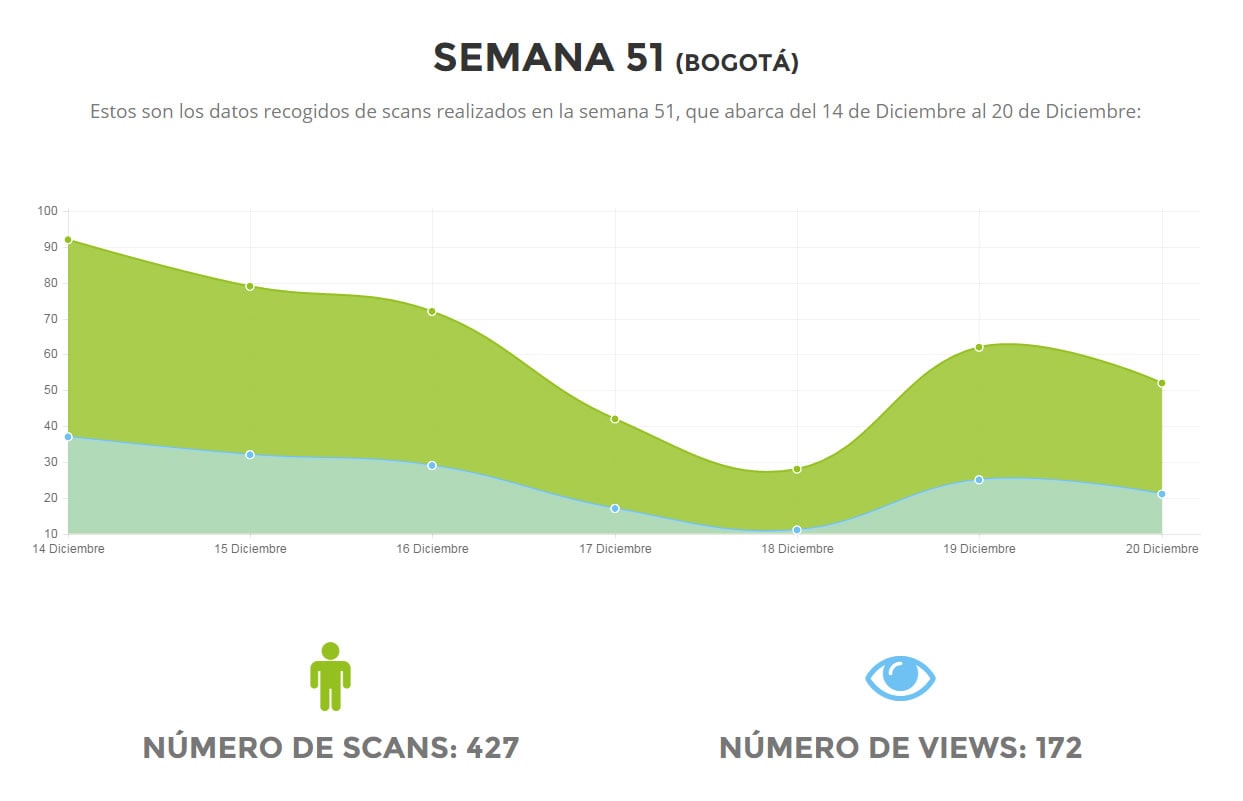 SEMANA 51 (BOGOTÁ)
Estos son los datos recogidos de scans realizados en la semana 51, que abarca del 14 de Diciembre al 20 de Diciembre:
100
90
80
70
60
50
40
30
20
10
14 Diciembre 15 Diciembre 16 Diciembre 17 Diciembre 18 Diciembre 19 Diciembre 20 Diciembre
NÚMERO DE SCANS: 427 NÚMERO DE VIEWS: 172